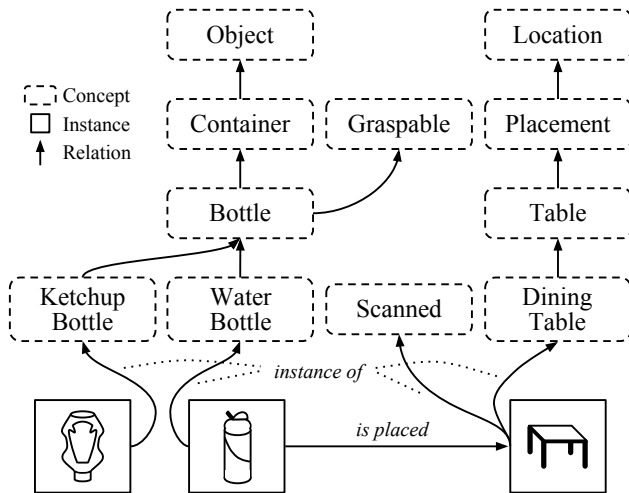 Object
Location
Concept
Instance
Relation
Container
Graspable
Placement
Bottle
Table
Ketchup
Bottle
Water
Bottle
Scanned
Dining
Table
instance of
is placed